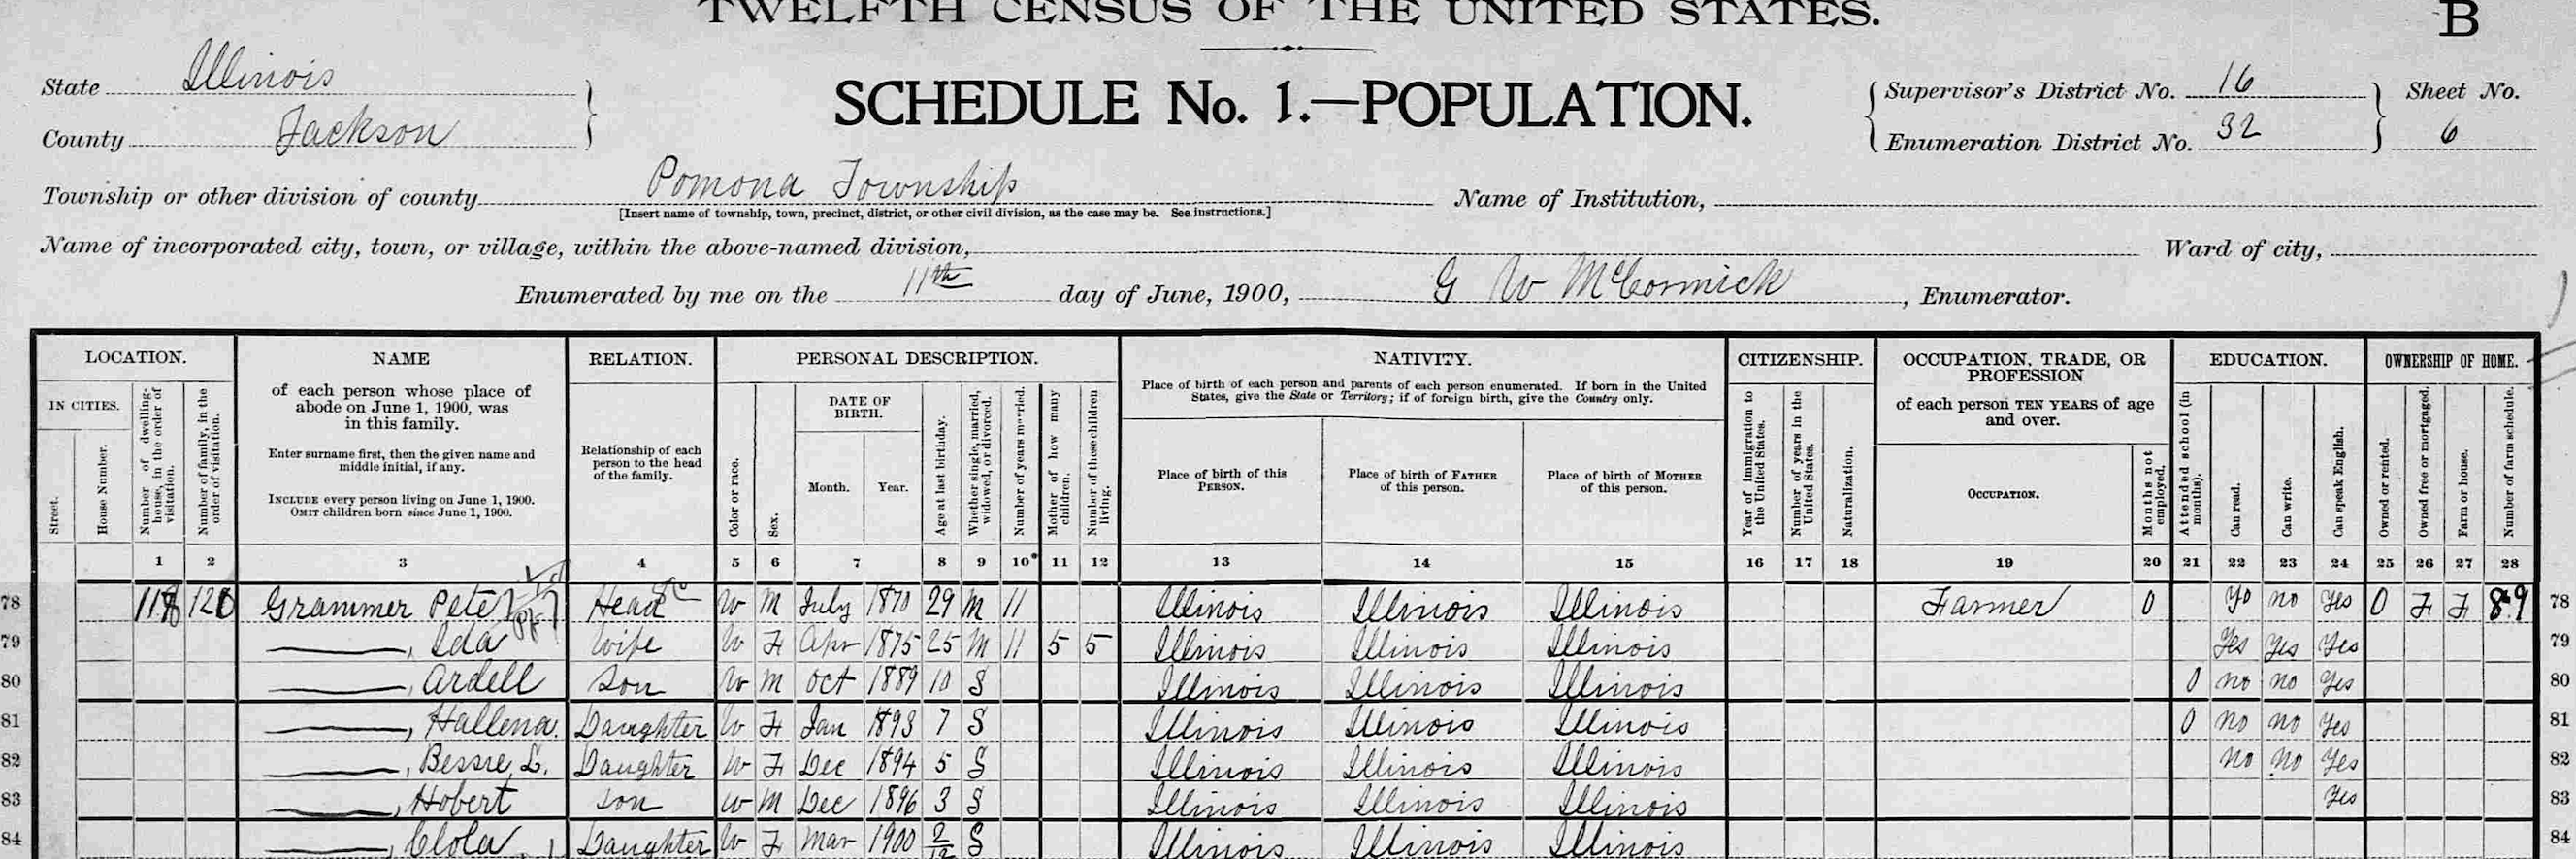 TWELFTH CENSUS OF THE UNITED STATES.
B
State Illinois
County Jackson
SCHEDULE No. 1.—POPULATION.
Supervisor's District No. 16
Enumeration District No. 32
Sheet No.
6
Township or other division of county Pomona Township
[Insert name of township, town, precinct, district, or other civil division, as the case may be. See instructions.]
Name of Institution,
Name of incorporated city, town, or village, within the above-named division,
Ward of city,
Enumerated by me on the 11th day of June, 1900, G W McCormick, Enumerator.
LOCATION.
IN CITIES.
Street.
House Number.
Number of dwelling-house, in the order of visitation.
Number of family, in the order of visitation.
NAME
of each person whose place of abode on June 1, 1900, was in this family.
Enter surname first, then the given name and middle initial, if any.
INCLUDE every person living on June 1, 1900.
OMIT children born since June 1, 1900.
RELATION.
Relationship of each person to the head of the family.
PERSONAL DESCRIPTION.
Color or race.
Sex.
DATE OF BIRTH.
Month. Year.
Age at last birthday.
Whether single, married, widowed, or divorced.
Number of years married.
Mother of how many children.
Number of these children living.
NATIVITY.
Place of birth of each person and parents of each person enumerated. If born in the United States, give the State or Territory; if of foreign birth, give the Country only.
Place of birth of this PERSON.
Place of birth of FATHER of this person.
Place of birth of MOTHER of this person.
CITIZENSHIP.
Year of immigration to the United States.
Number of years in the United States.
Naturalization.
OCCUPATION, TRADE, OR PROFESSION
of each person TEN YEARS of age and over.
OCCUPATION.
Months not employed.
EDUCATION.
Attended school (in months).
Can read.
Can write.
Can speak English.
OWNERSHIP OF HOME.
Owned or rented.
Owned free or mortgaged.
Farm or house.
Number of farm schedule.
1 2 3 4 5 6 7 8 9 10 11 12 13 14 15 16 17 18 19 20 21 22 23 24 25 26 27 28
78 Grammer Peter Head W M July 1870 29 M 11 Illinois Illinois Illinois Farmer 0 no Yes O F F 89 78
79 ——, Ida Wife W F Apr 1875 25 M 11 5 5 Illinois Illinois Illinois Yes Yes Yes 79
80 ——, Ardell Son W M Oct 1889 10 S Illinois Illinois Illinois 0 no no Yes 80
81 ——, Hallena Daughter W F Jan 1893 7 S Illinois Illinois Illinois 0 no no Yes 81
82 ——, Bessie L. Daughter W F Dec 1894 5 S Illinois Illinois Illinois no no Yes 82
83 ——, Hobert Son W M Dec 1896 3 S Illinois Illinois Illinois Yes 83
84 ——, Clola Daughter W F Mar 1900 2/12 S Illinois Illinois Illinois 84